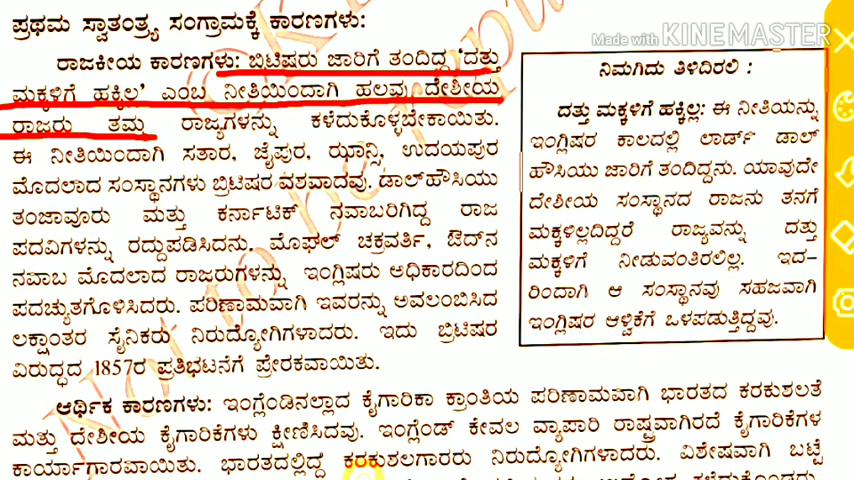 ಪ್ರಥಮ ಸ್ವಾತಂತ್ರ್ಯ ಸಂಗ್ರಾಮಕ್ಕೆ ಕಾರಣಗಳು:
Made with KINEMASTER
ರಾಜಕೀಯ ಕಾರಣಗಳು: ಬ್ರಿಟಿಷರು ಜಾರಿಗೆ ತಂದಿದ್ದ 'ದತ್ತು
ಮಕ್ಕಳಿಗೆ ಹಕ್ಕಿಲ್ಲ' ಎಂಬ ನೀತಿಯಿಂದಾಗಿ ಹಲವು ದೇಶೀಯ
ರಾಜರು ತಮ್ಮ ರಾಜ್ಯಗಳನ್ನು ಕಳೆದುಕೊಳ್ಳಬೇಕಾಯಿತು.
ಈ ನೀತಿಯಿಂದಾಗಿ ಸತಾರ, ಜೈಪುರ, ಝಾನ್ಸಿ, ಉದಯಪುರ
ಮೊದಲಾದ ಸಂಸ್ಥಾನಗಳು ಬ್ರಿಟಿಷರ ವಶವಾದವು. ಡಾಲ್‌ಹೌಸಿಯು
ತಂಜಾವೂರು ಮತ್ತು ಕರ್ನಾಟಿಕ್ ನವಾಬರಿಗಿದ್ದ ರಾಜ
ಪದವಿಗಳನ್ನು ರದ್ದುಪಡಿಸಿದನು. ಮೊಘಲ್ ಚಕ್ರವರ್ತಿ, ಔದ್‌ನ
ನವಾಬ ಮೊದಲಾದ ರಾಜರುಗಳನ್ನು ಇಂಗ್ಲಿಷರು ಅಧಿಕಾರದಿಂದ
ಪದಚ್ಯುತಗೊಳಿಸಿದರು. ಪರಿಣಾಮವಾಗಿ ಇವರನ್ನು ಅವಲಂಬಿಸಿದ
ಲಕ್ಷಾಂತರ ಸೈನಿಕರು ನಿರುದ್ಯೋಗಿಗಳಾದರು. ಇದು ಬ್ರಿಟಿಷರ
ವಿರುದ್ಧದ 1857ರ ಪ್ರತಿಭಟನೆಗೆ ಪ್ರೇರಕವಾಯಿತು.
ನಿಮಗಿದು ತಿಳಿದಿರಲಿ :
ದತ್ತು ಮಕ್ಕಳಿಗೆ ಹಕ್ಕಿಲ್ಲ: ಈ ನೀತಿಯನ್ನು
ಇಂಗ್ಲಿಷರ ಕಾಲದಲ್ಲಿ ಲಾರ್ಡ್ ಡಾಲ್
ಹೌಸಿಯು ಜಾರಿಗೆ ತಂದಿದ್ದನು. ಯಾವುದೇ
ದೇಶೀಯ ಸಂಸ್ಥಾನದ ರಾಜನು ತನಗೆ
ಮಕ್ಕಳಿಲ್ಲದಿದ್ದರೆ ರಾಜ್ಯವನ್ನು ದತ್ತು
ಮಕ್ಕಳಿಗೆ ನೀಡುವಂತಿರಲಿಲ್ಲ. ಇದ-
ರಿಂದಾಗಿ ಆ ಸಂಸ್ಥಾನವು ಸಹಜವಾಗಿ
ಇಂಗ್ಲಿಷರ ಆಳ್ವಿಕೆಗೆ ಒಳಪಡುತ್ತಿದ್ದವು.
ಆರ್ಥಿಕ ಕಾರಣಗಳು: ಇಂಗ್ಲೆಂಡಿನಲ್ಲಾದ ಕೈಗಾರಿಕಾ ಕ್ರಾಂತಿಯ ಪರಿಣಾಮವಾಗಿ ಭಾರತದ ಕರಕುಶಲತೆ
ಮತ್ತು ದೇಶೀಯ ಕೈಗಾರಿಕೆಗಳು ಕ್ಷೀಣಿಸಿದವು. ಇಂಗ್ಲೆಂಡ್ ಕೇವಲ ವ್ಯಾಪಾರಿ ರಾಷ್ಟ್ರವಾಗಿರದೆ ಕೈಗಾರಿಕೆಗಳ
ಕಾರ್ಯಾಗಾರವಾಯಿತು. ಭಾರತದಲ್ಲಿದ್ದ ಕರಕುಶಲಗಾರರು ನಿರುದ್ಯೋಗಿಗಳಾದರು. ವಿಶೇಷವಾಗಿ ಬಟ್ಟೆ